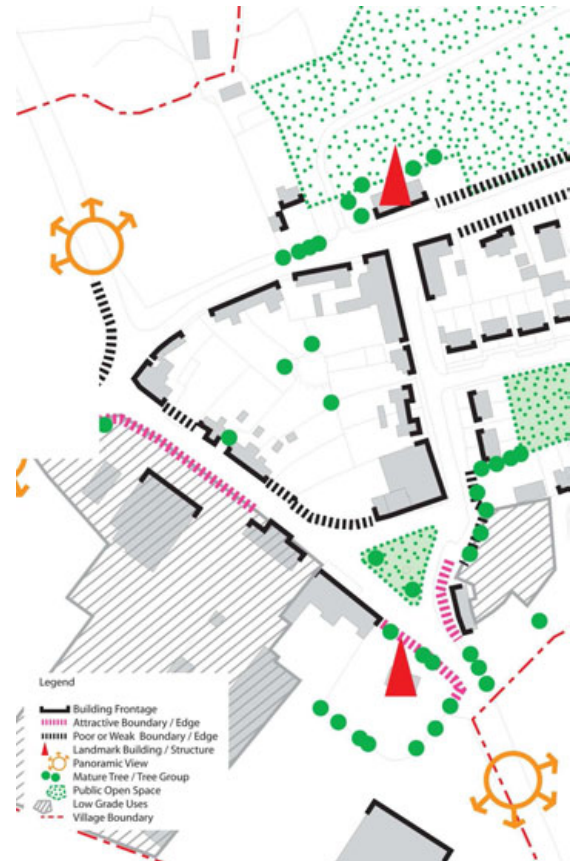 Legend
Building Frontage
Attractive Boundary / Edge
Poor or Weak Boundary / Edge
Landmark Building / Structure
Panoramic View
Mature Tree / Tree Group
Public Open Space
Low Grade Uses
Village Boundary